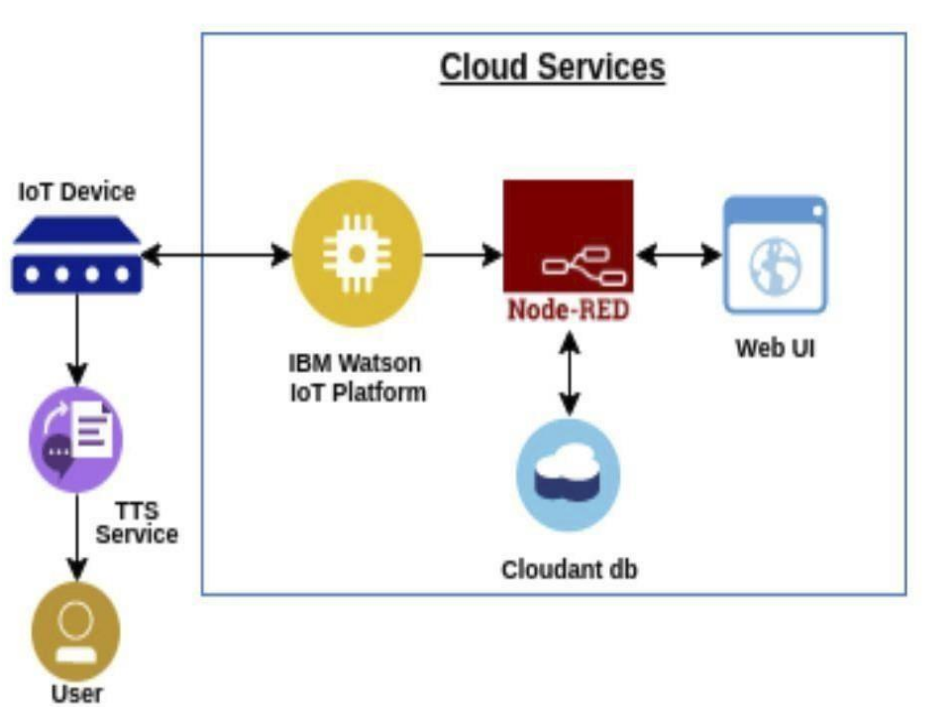 Cloud Services
IoT Device
Node-RED
IBM Watson
IoT Platform
Web UI
TTS
Service
Cloudant db
User